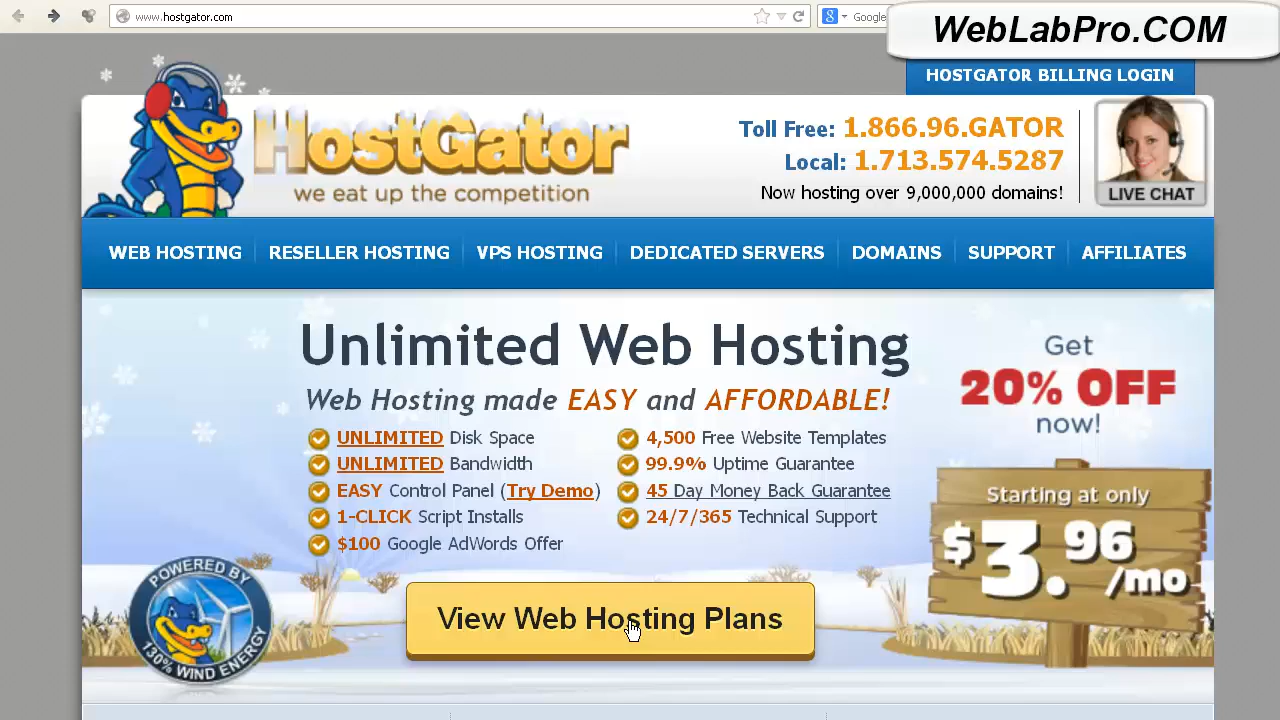 www.hostgator.com
Google
WebLabPro.COM
HOSTGATOR BILLING LOGIN
HostGator
we eat up the competition
Toll Free: 1.866.96.GATOR
Local: 1.713.574.5287
Now hosting over 9,000,000 domains!
LIVE CHAT
WEB HOSTING
RESELLER HOSTING
VPS HOSTING
DEDICATED SERVERS
DOMAINS
SUPPORT
AFFILIATES
Unlimited Web Hosting
Web Hosting made EASY and AFFORDABLE!
UNLIMITED Disk Space
UNLIMITED Bandwidth
EASY Control Panel (Try Demo)
1-CLICK Script Installs
$100 Google AdWords Offer
4,500 Free Website Templates
99.9% Uptime Guarantee
45 Day Money Back Guarantee
24/7/365 Technical Support
Get
20% OFF
now!
Starting at only
$3.96/mo
POWERED BY
130% WIND ENERGY
View Web Hosting Plans